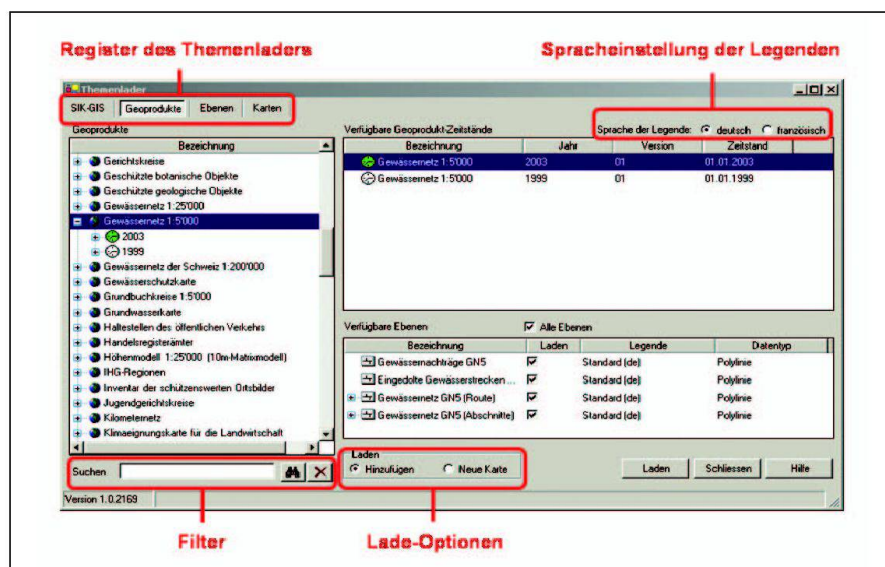 Register des Themenladers
Spracheinstellung der Legenden
Themenlader
SIK-GIS Geoprodukte Ebenen Karten
Geoprodukte
Bezeichnung
Gerichtskreise
Geschützte botanische Objekte
Geschützte geologische Objekte
Gewässernetz 1:25'000
Gewässernetz 1:5'000
2003
1999
Gewässernetz der Schweiz 1:200'000
Gewässerschutzkarte
Grundbuchkreise 1:5'000
Grundwasserkarte
Haltestellen des öffentlichen Verkehrs
Handelsregisterämter
Höhenmodell 1:25'000 (10m-Matrixmodell)
IHG-Regionen
Inventar der schützenswerten Ortsbilder
Jugendgerichtskreise
Kilometernetz
Klimaeignungskarte für die Landwirtschaft
Suchen
Version 1.0.2169
Verfügbare Geoprodukt-Zeitstände
Sprache der Legende: deutsch französisch
Bezeichnung Jahr Version Zeitstand
Gewässernetz 1:5'000 2003 01 01.01.2003
Gewässernetz 1:5'000 1999 01 01.01.1999
Verfügbare Ebenen Alle Ebenen
Bezeichnung Laden Legende Datentyp
Gewässernachträge GN5 Standard (de) Polylinie
Eingedolte Gewässerstrecken... Standard (de) Polylinie
Gewässernetz GN5 (Route) Standard (de) Polylinie
Gewässernetz GN5 (Abschnitte) Standard (de) Polylinie
Laden
Hinzufügen Neue Karte
Laden Schliessen Hilfe
Filter
Lade-Optionen